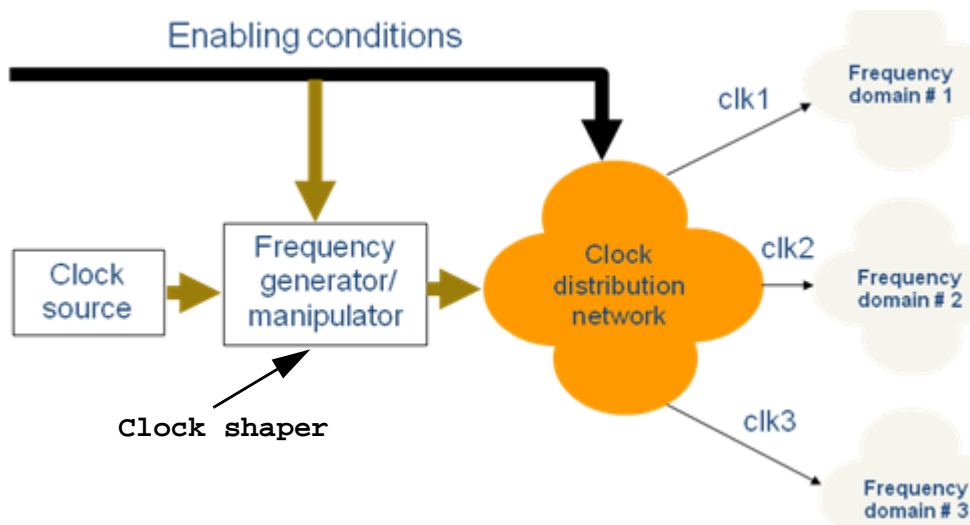 Enabling conditions
Frequency
domain # 1
clk1
Clock
source
Frequency
generator/
manipulator
Clock
distribution
network
clk2
Frequency
domain # 2
Clock shaper
clk3
Frequency
domain # 3